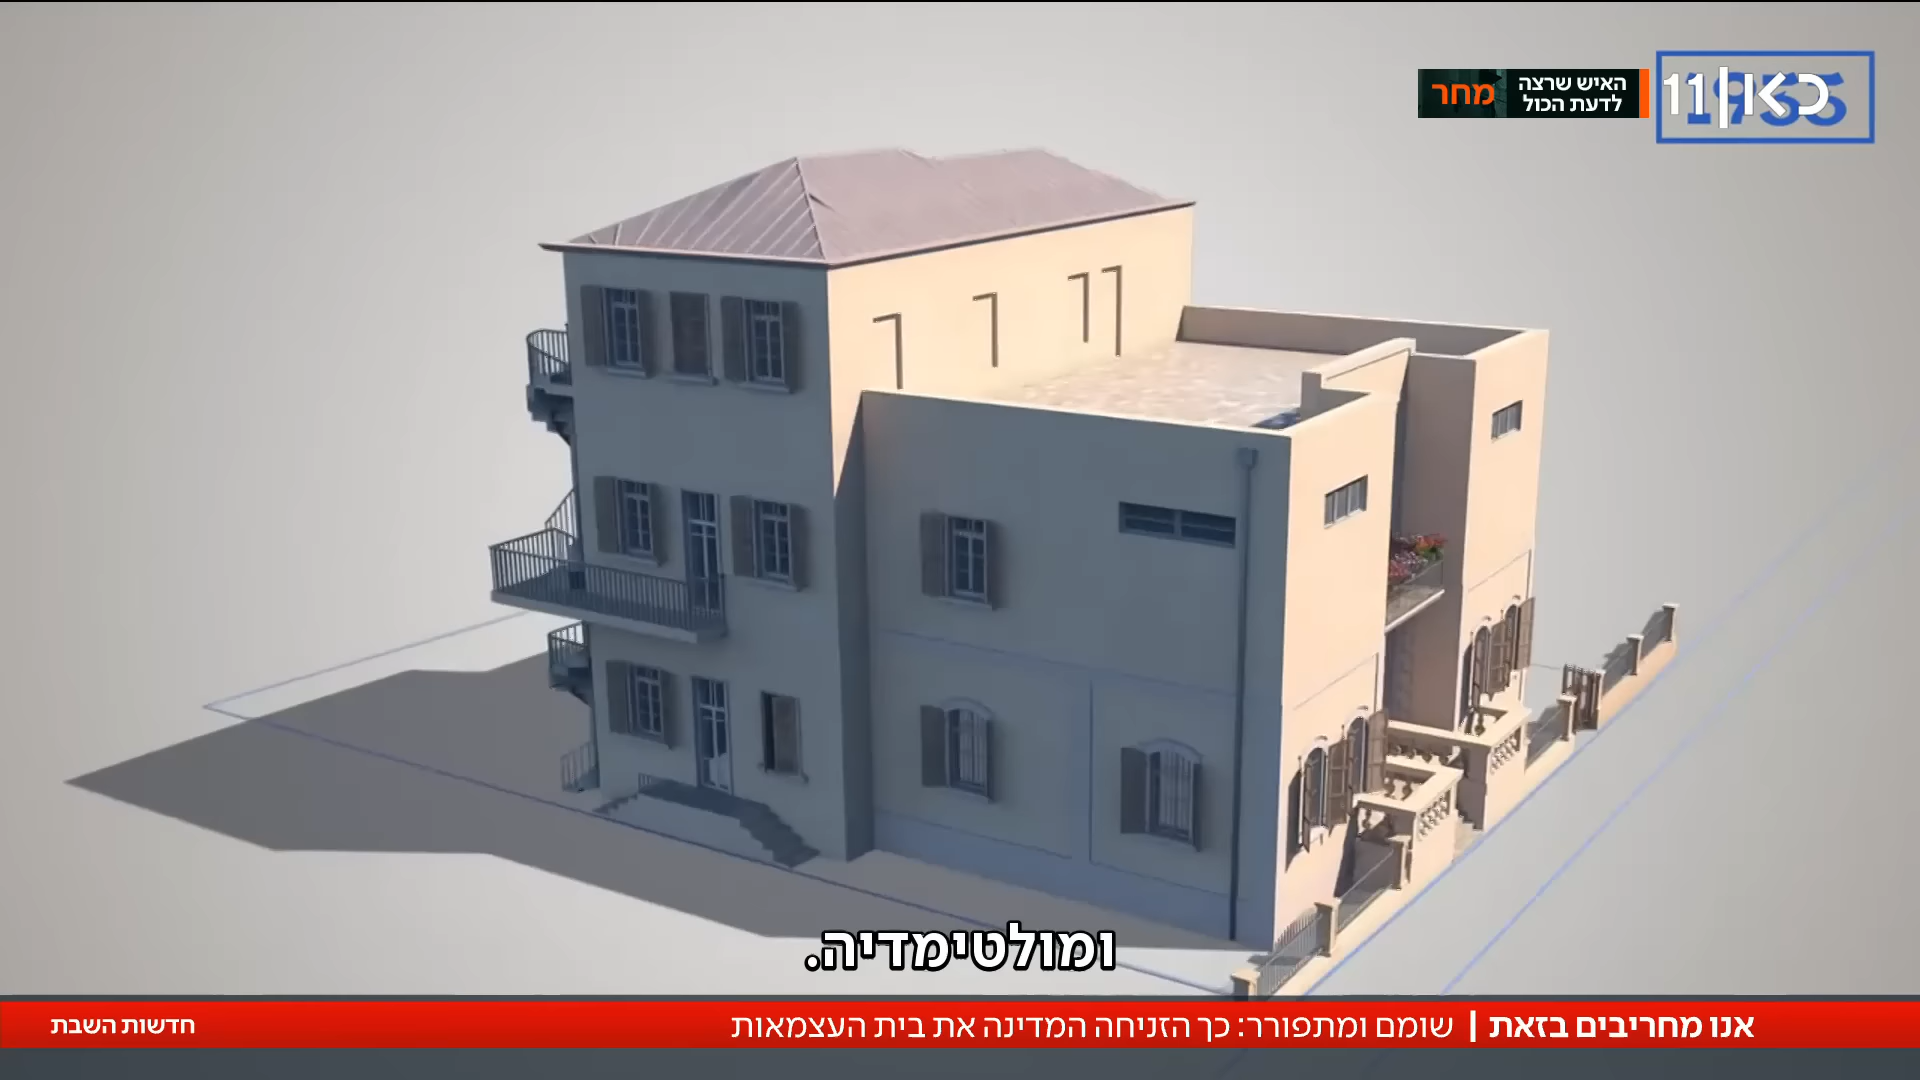 האיש שרצה
לדעת הכול
מחר
כאן 11
ומולטימדיה.
אנו מחריבים בזאת | שומם ומתפורר: כך הזניחה המדינה את בית העצמאות
חדשות השבת